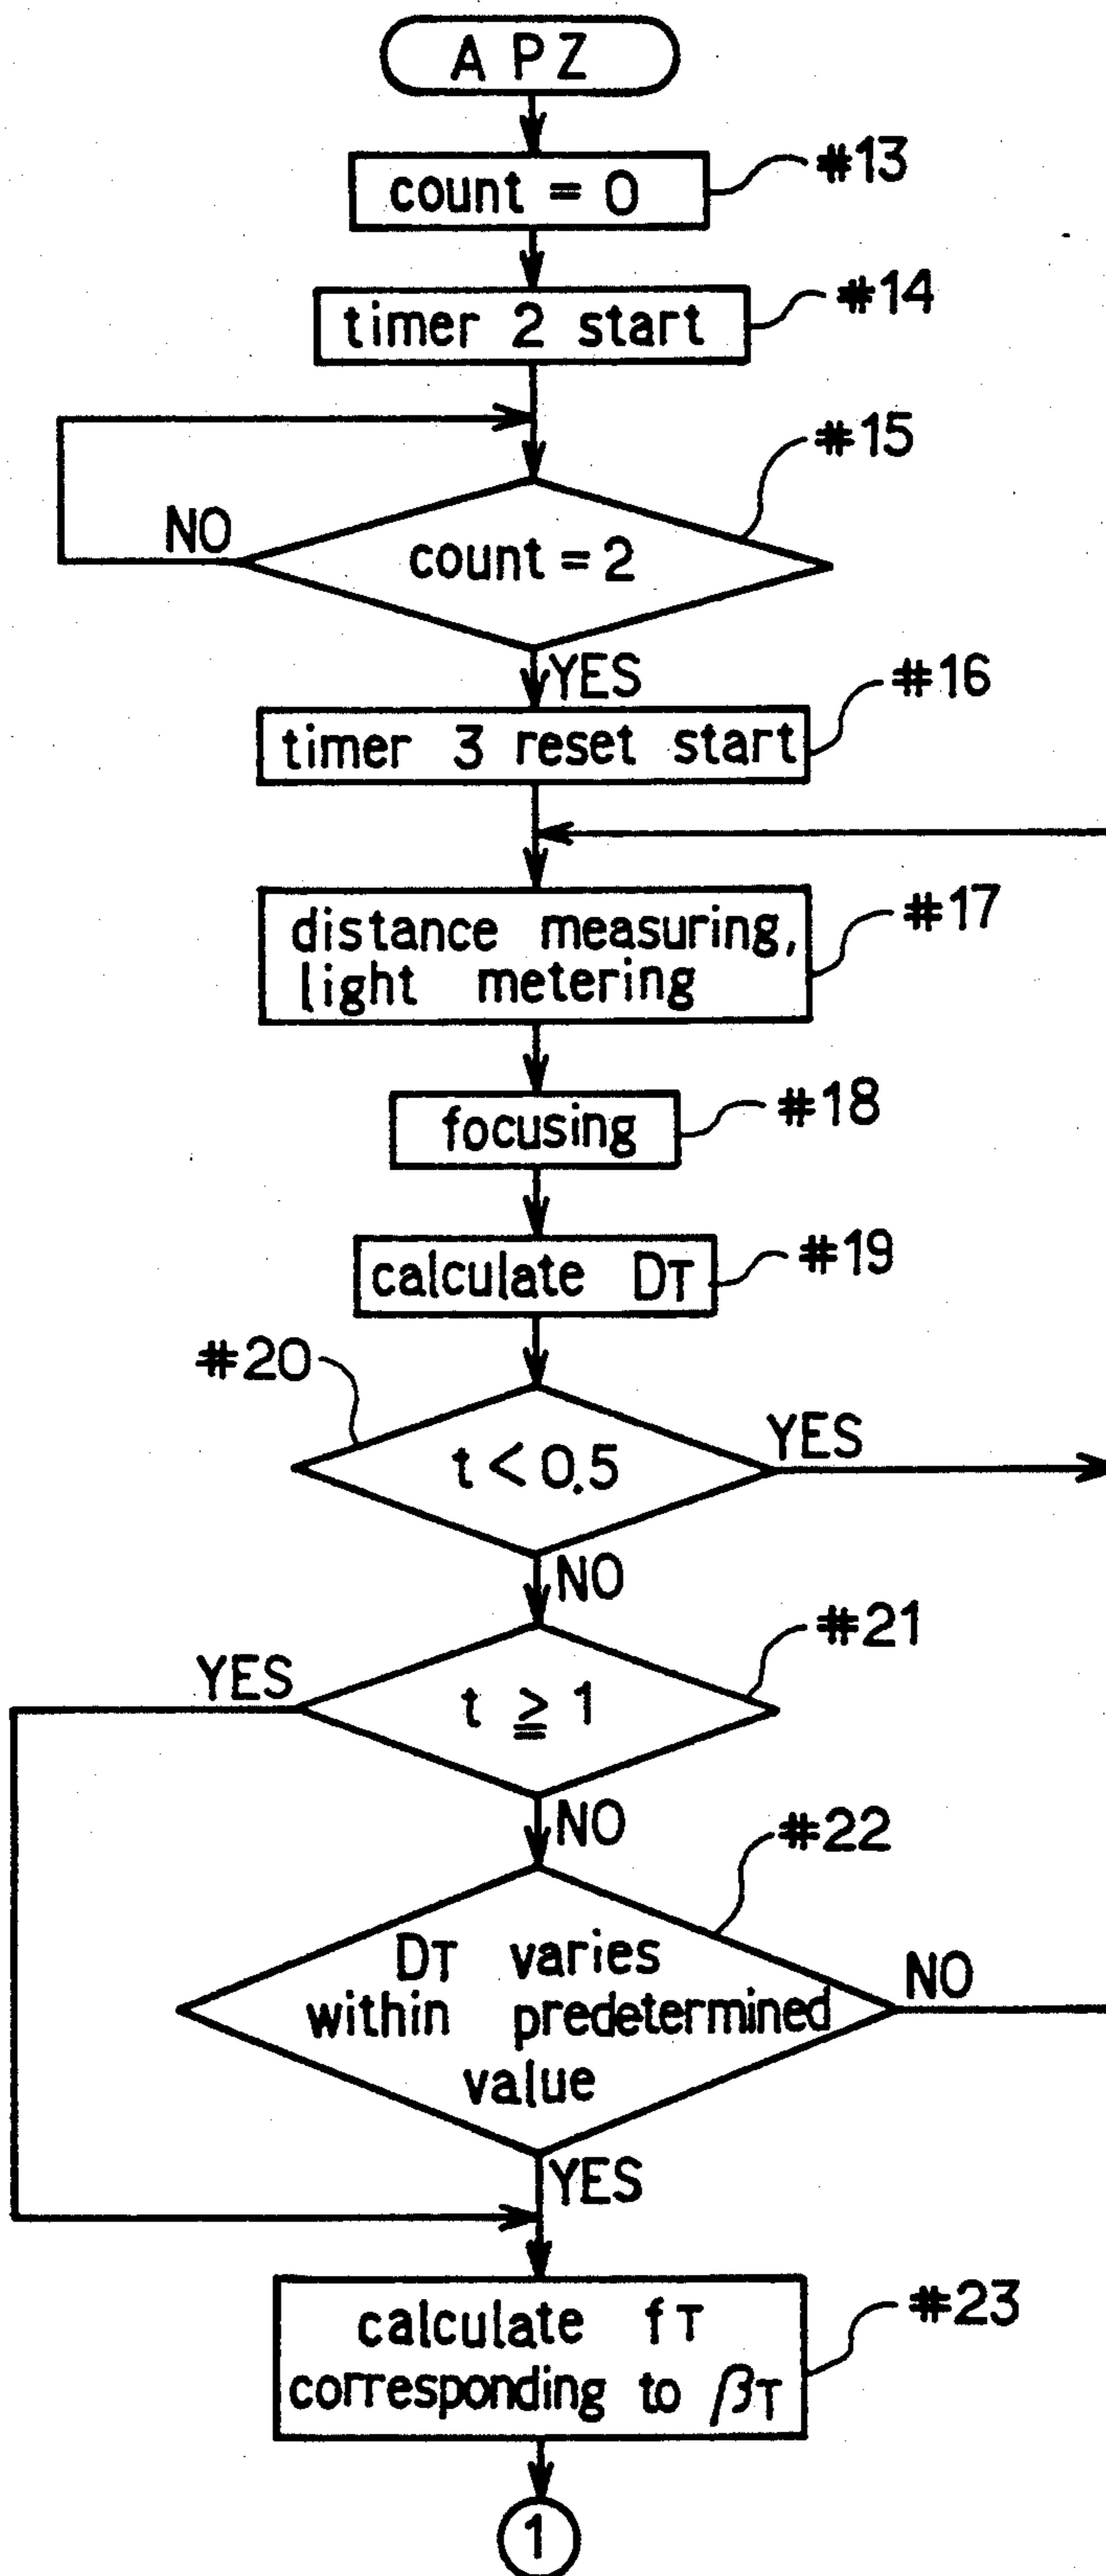 APZ
count = 0
#13
timer 2 start
#14
#15
NO
count = 2
YES
#16
timer 3 reset start
distance measuring,
light metering
#17
focusing
#18
calculate DT
#19
#20
t < 0.5
YES
NO
#21
YES
t ≧ 1
NO
#22
DT varies
within predetermined
value
NO
YES
calculate fT
corresponding to βT
#23
1